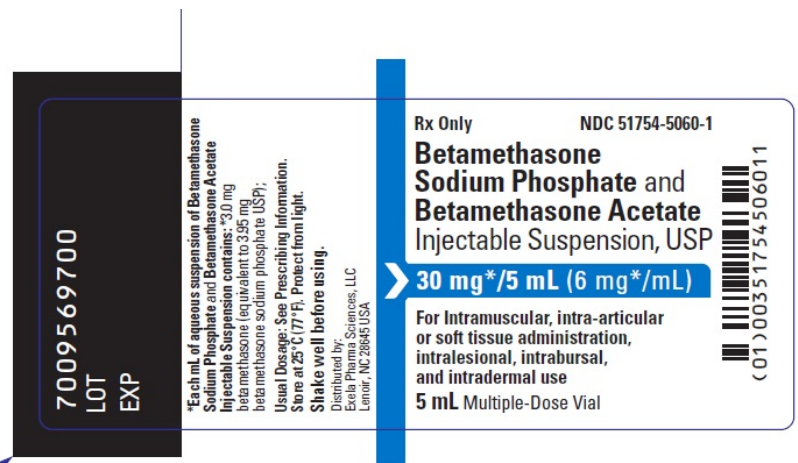 7009569700
LOT
EXP
*Each mL of aqueous suspension of Betamethasone
Sodium Phosphate and Betamethasone Acetate
Injectable Suspension contains: *3.0 mg
betamethasone (equivalent to 3.95 mg
betamethasone sodium phosphate USP);
Usual Dosage: See Prescribing Information.
Store at 25°C (77°F). Protect from light.
Shake well before using.
Distributed by:
Exela Pharma Sciences, LLC
Lenoir, NC 28645 USA
Rx Only NDC 51754-5060-1
Betamethasone
Sodium Phosphate and
Betamethasone Acetate
Injectable Suspension, USP
30 mg*/5 mL (6 mg*/mL)
For Intramuscular, intra-articular
or soft tissue administration,
intralesional, intrabursal,
and intradermal use
5 mL Multiple-Dose Vial
(01)00351754506011